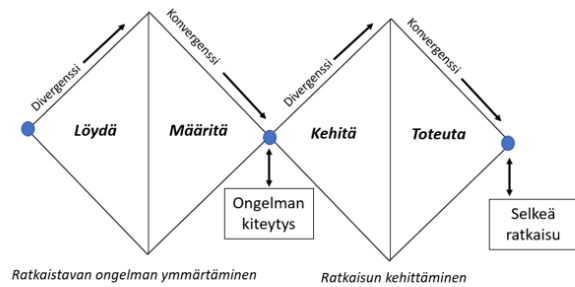 Divergenssi
Konvergenssi
Divergenssi
Konvergenssi
Löydä
Määritä
Kehitä
Toteuta
Ongelman
kiteytys
Selkeä
ratkaisu
Ratkaistavan ongelman ymmärtäminen
Ratkaisun kehittäminen